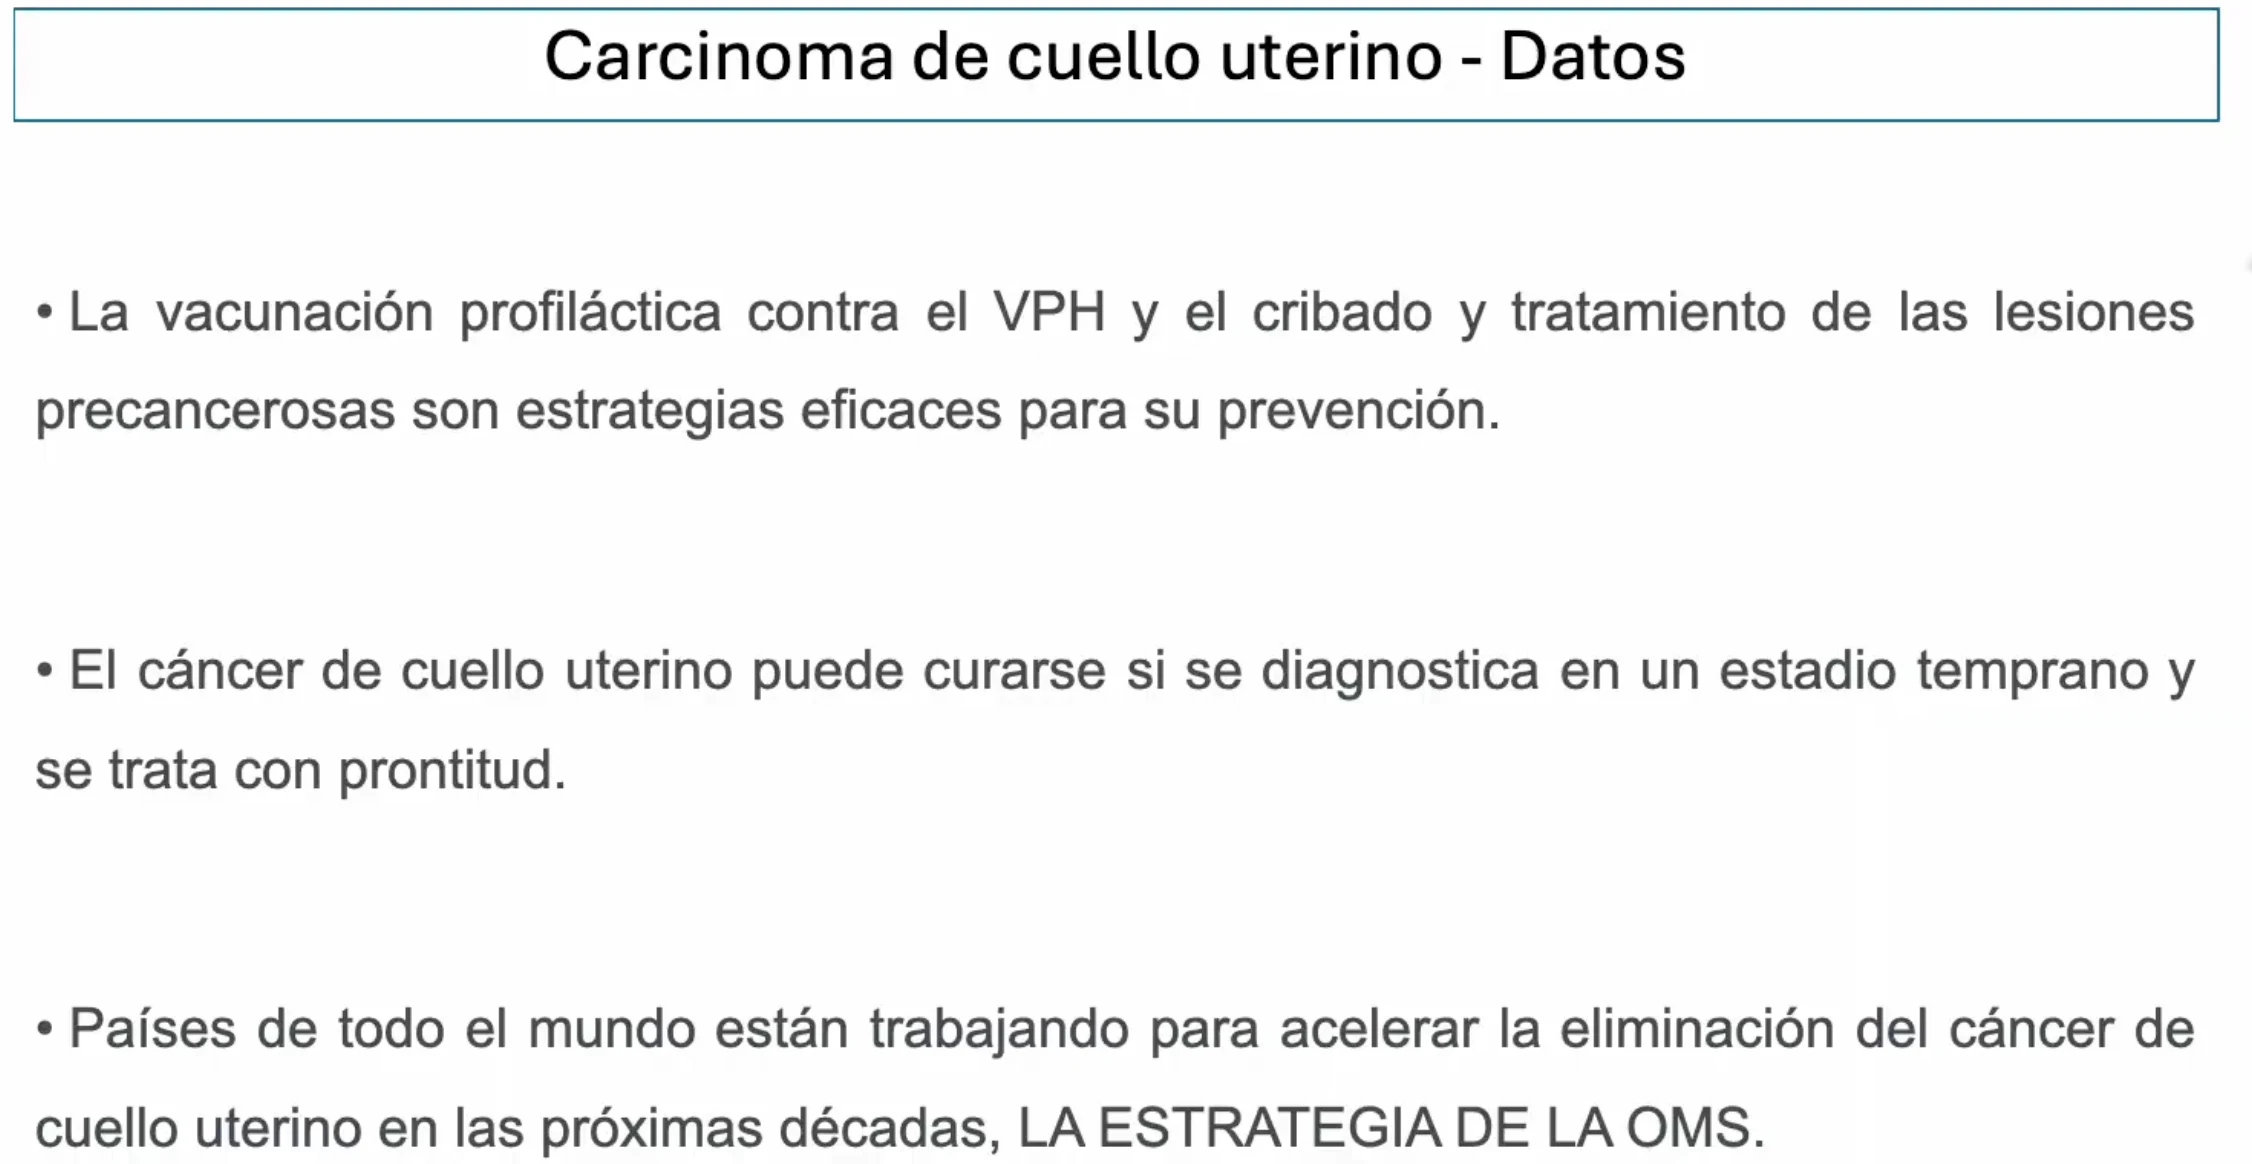 Carcinoma de cuello uterino - Datos
• La vacunación profiláctica contra el VPH y el cribado y tratamiento de las lesiones
precancerosas son estrategias eficaces para su prevención.
• El cáncer de cuello uterino puede curarse si se diagnostica en un estadio temprano y
se trata con prontitud.
• Países de todo el mundo están trabajando para acelerar la eliminación del cáncer de
cuello uterino en las próximas décadas, LA ESTRATEGIA DE LA OMS.